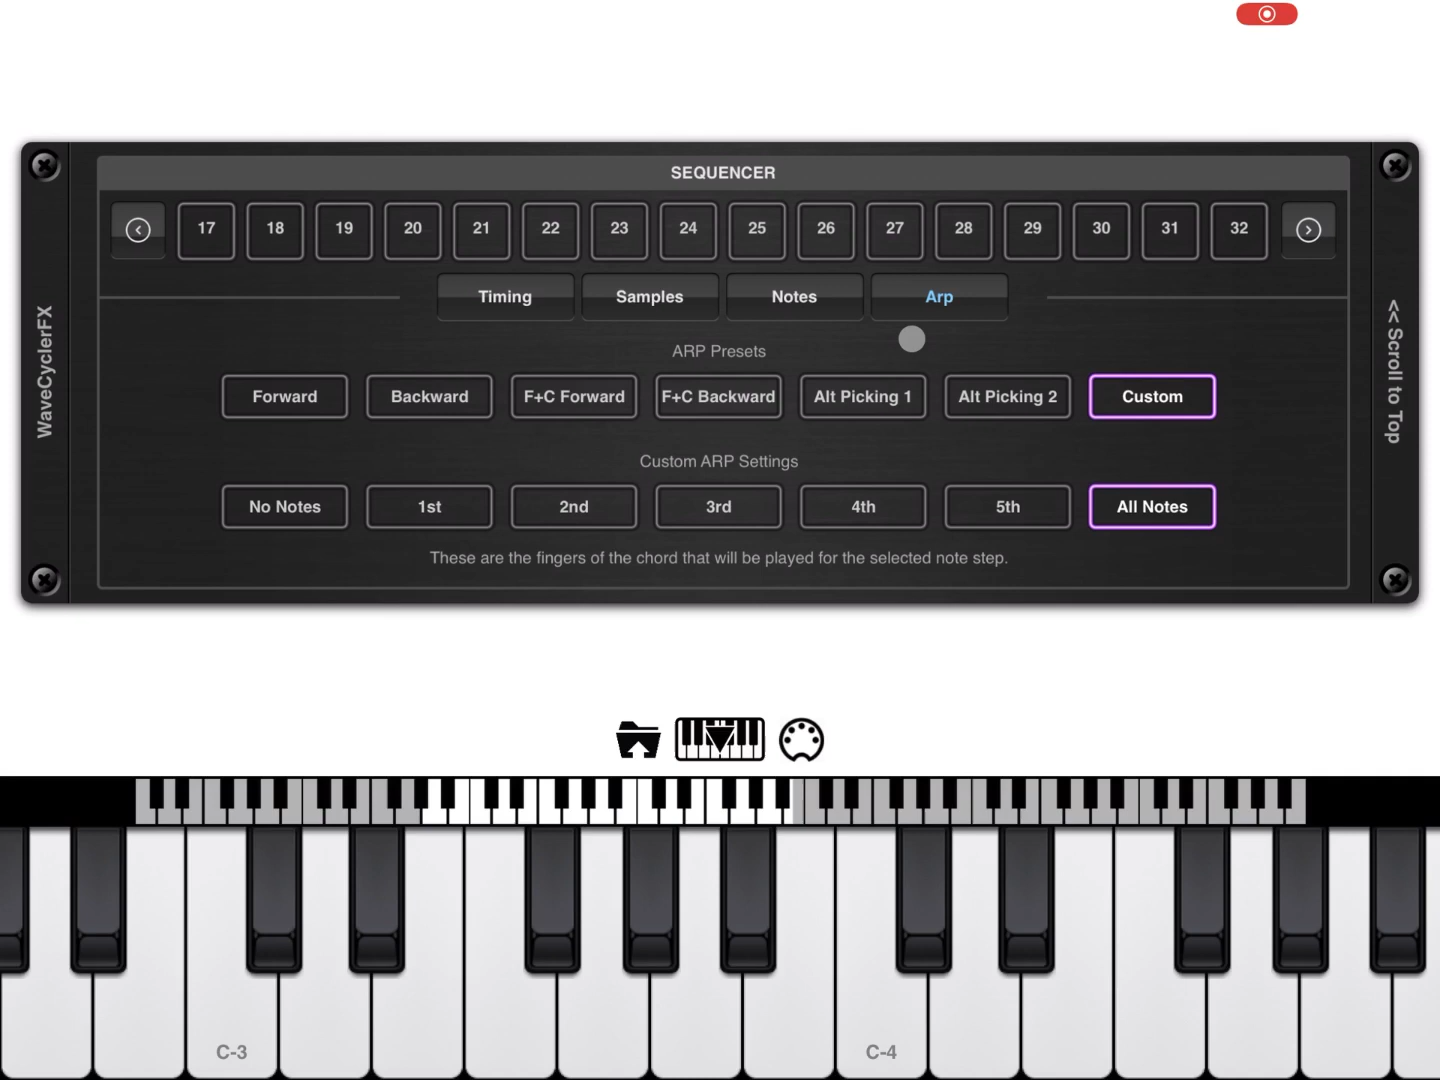 SEQUENCER
17 18 19 20 21 22 23 24 25 26 27 28 29 30 31 32
Timing Samples Notes Arp
WaveCyclerFX
<< Scroll to Top
ARP Presets
Forward Backward F+C Forward F+C Backward Alt Picking 1 Alt Picking 2 Custom
Custom ARP Settings
No Notes 1st 2nd 3rd 4th 5th All Notes
These are the fingers of the chord that will be played for the selected note step.
C-3 C-4